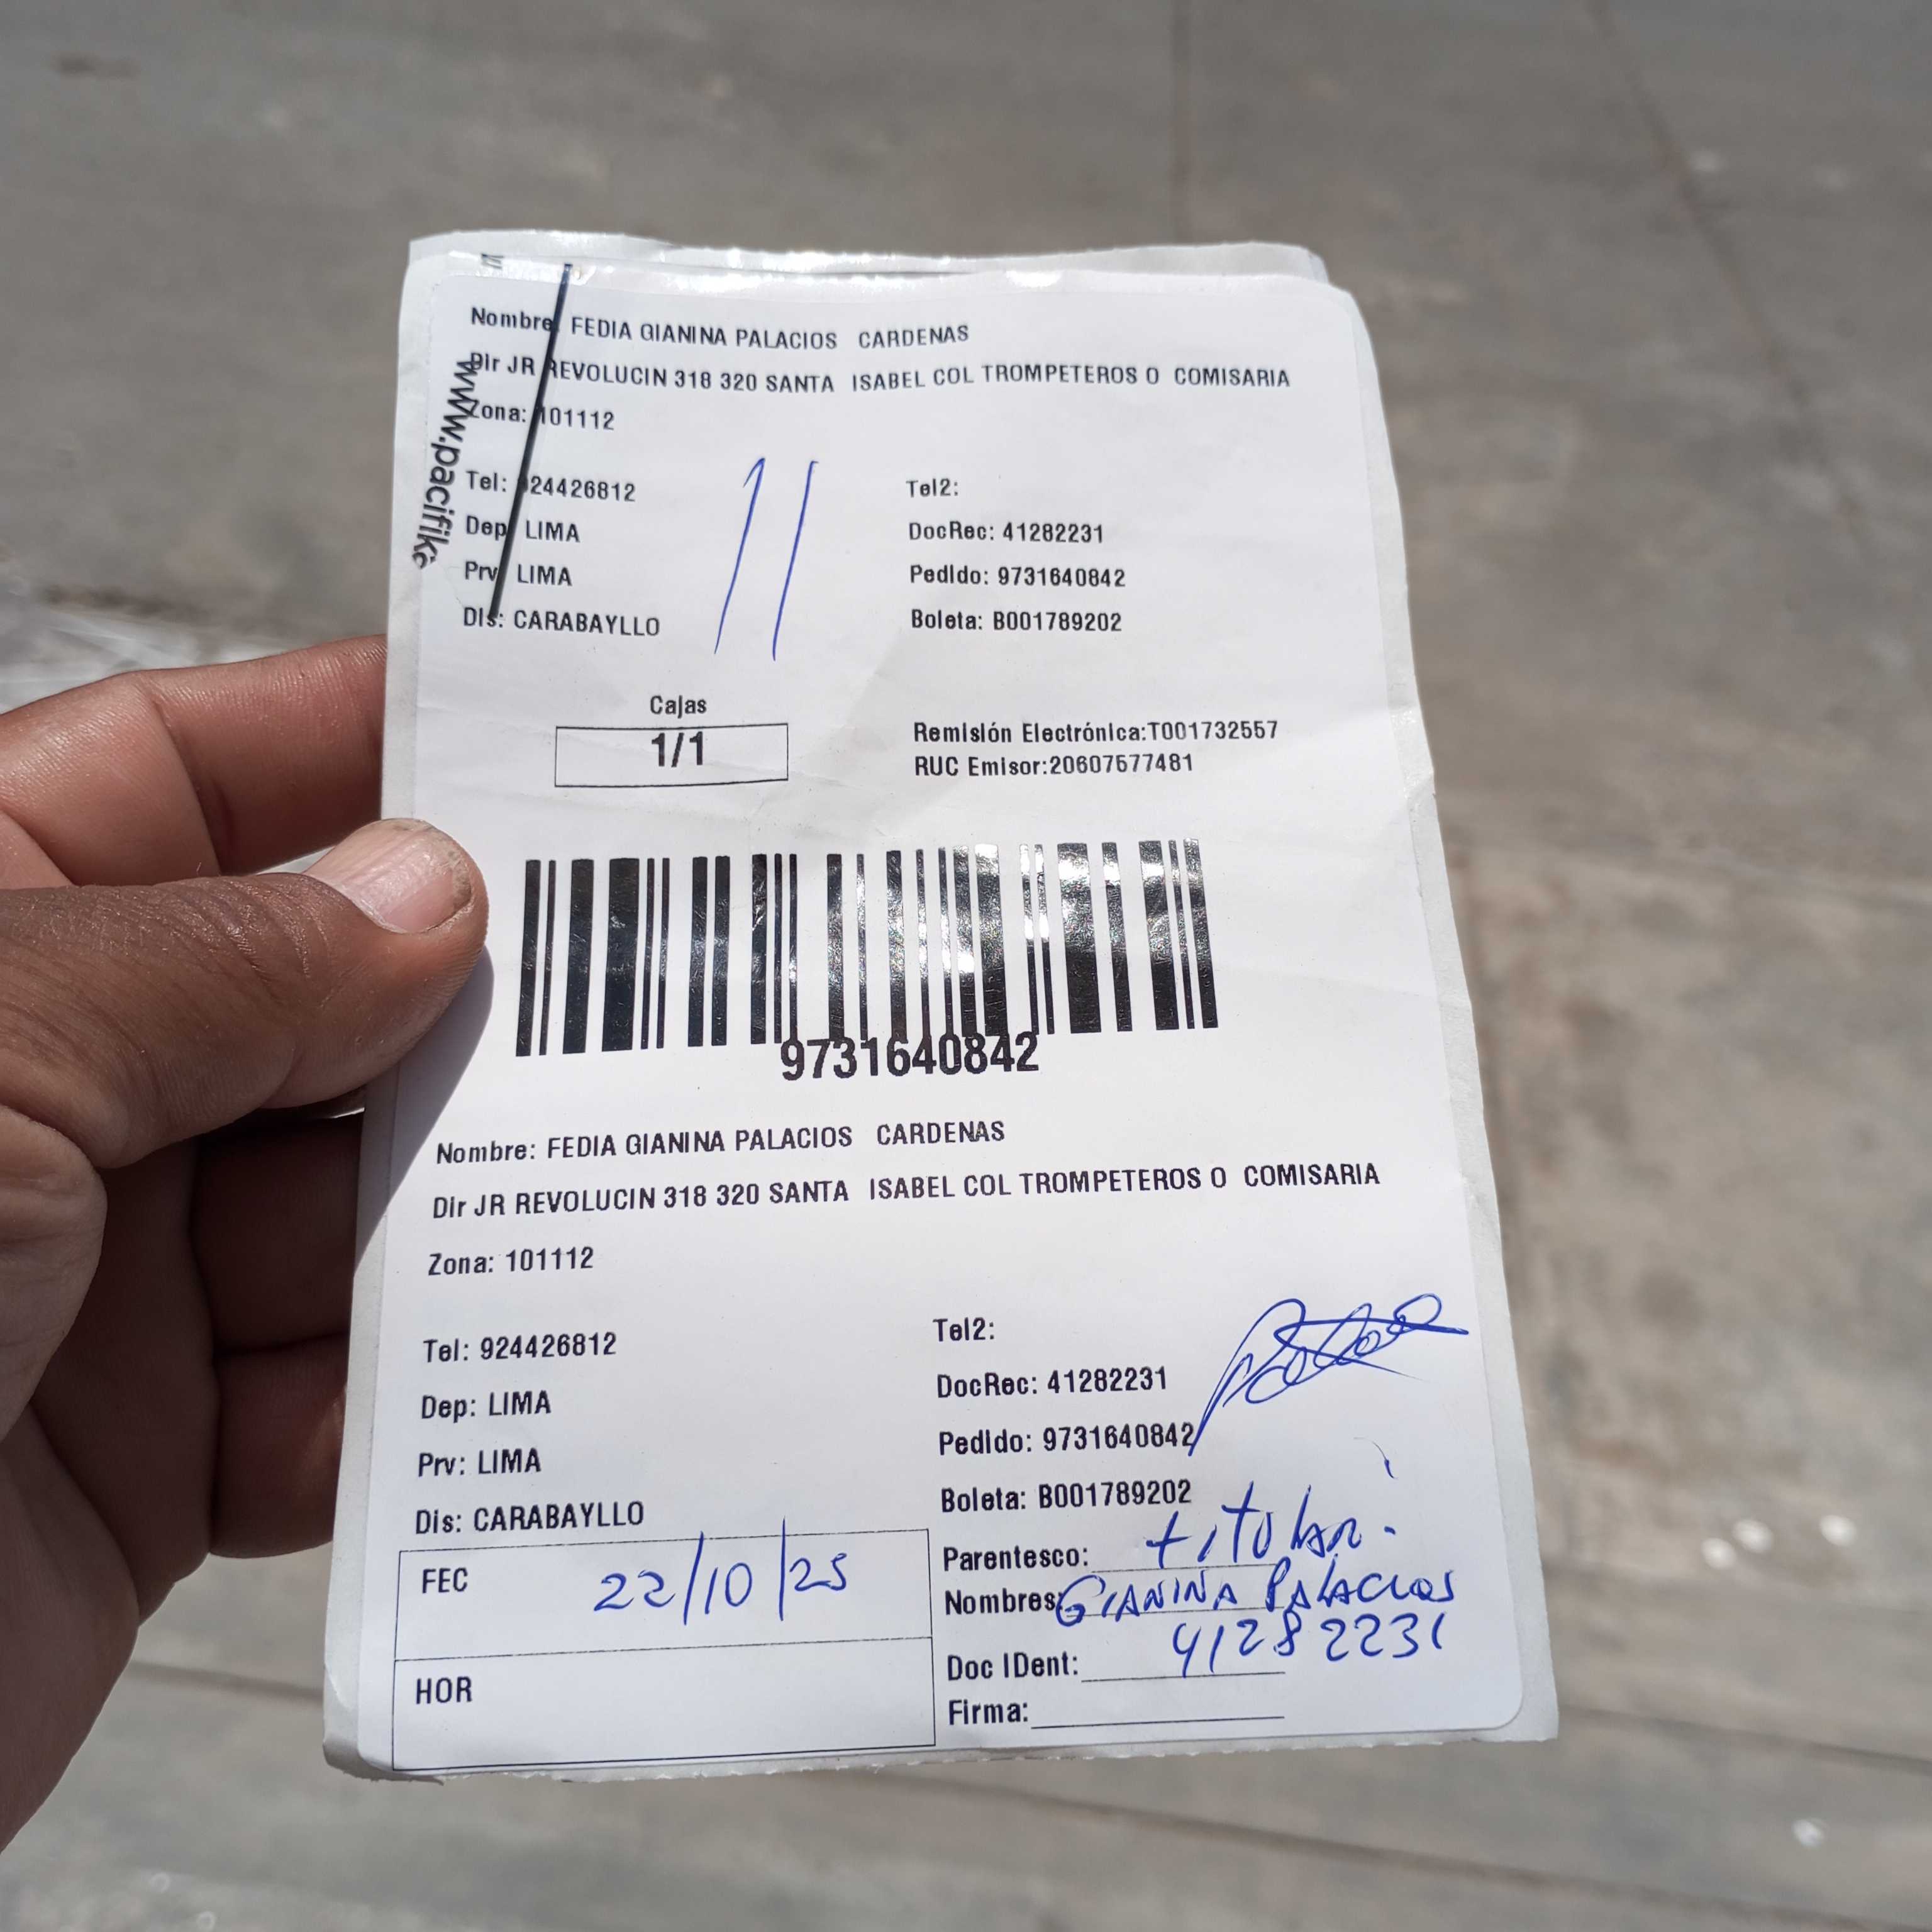 Nombre: FEDIA GIANINA PALACIOS CARDENAS
Dir JR REVOLUCIN 318 320 SANTA ISABEL COL TROMPETEROS O COMISARIA
Zona: 101112
www.pacifik
Tel: 924426812 Tel2:
Dep: LIMA DocRec: 41282231
Prv: LIMA Pedido: 9731640842
Dis: CARABAYLLO Boleta: B001789202
11
Cajas
1/1
Remisión Electrónica:T001732557
RUC Emisor:20607577481
9731640842
Nombre: FEDIA GIANINA PALACIOS CARDENAS
Dir JR REVOLUCIN 318 320 SANTA ISABEL COL TROMPETEROS O COMISARIA
Zona: 101112
Tel: 924426812 Tel2:
Dep: LIMA DocRec: 41282231
Prv: LIMA Pedido: 9731640842
Dis: CARABAYLLO Boleta: B001789202
FEC 22/10/25
HOR
Parentesco: titular.
Nombres: GIANINA PALACIOS
Doc IDent: 41282231
Firma: